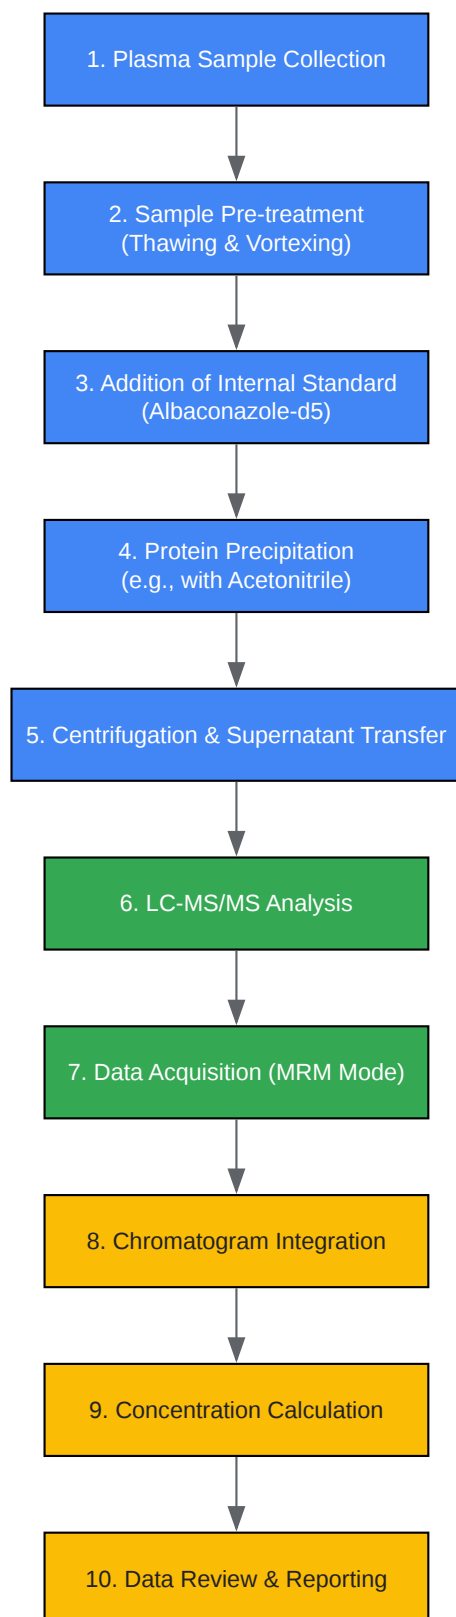 1. Plasma Sample Collection
2. Sample Pre-treatment
(Thawing & Vortexing)
3. Addition of Internal Standard
(Albaconazole-d5)
4. Protein Precipitation
(e.g., with Acetonitrile)
5. Centrifugation & Supernatant Transfer
6. LC-MS/MS Analysis
7. Data Acquisition (MRM Mode)
8. Chromatogram Integration
9. Concentration Calculation
10. Data Review & Reporting